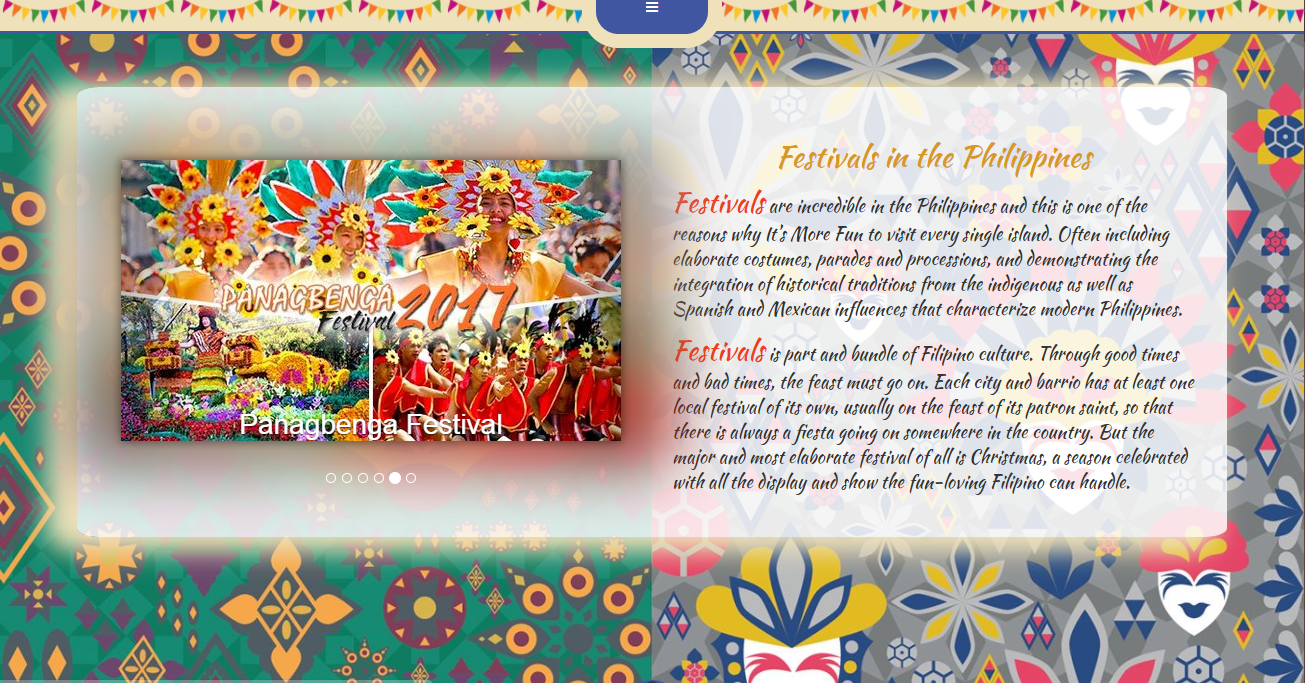 PANAGBENGA 2017
Festival
Panagbenga Festival
Festivals in the Philippines
Festivals are incredible in the Philippines and this is one of the
reasons why It's More Fun to visit every single island. Often including
elaborate costumes, parades and processions, and demonstrating the
integration of historical traditions from the indigenous as well as
Spanish and Mexican influences that characterize modern Philippines.
Festivals is part and bundle of Filipino culture. Through good times
and bad times, the feast must go on. Each city and barrio has at least one
local festival of its own, usually on the feast of its patron saint, so that
there is always a fiesta going on somewhere in the country. But the
major and most elaborate festival of all is Christmas, a season celebrated
with all the display and show the fun-loving Filipino can handle.